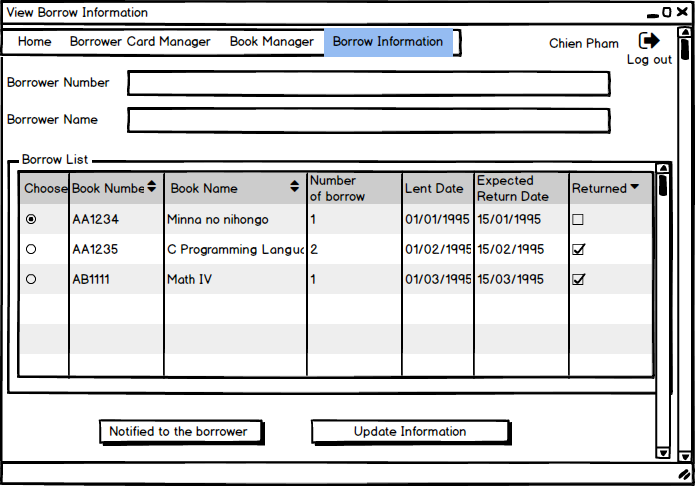 View Borrow Information
Home Borrower Card Manager Book Manager Borrow Information Chien Pham
Log out
Borrower Number
Borrower Name
Borrow List
Choose Book Numbe Book Name Number of borrow Lent Date Expected Return Date Returned
AA1234 Minna no nihongo 1 01/01/1995 15/01/1995
AA1235 C Programming Langua 2 01/02/1995 15/02/1995
AB1111 Math IV 1 01/03/1995 15/03/1995
Notified to the borrower Update Information